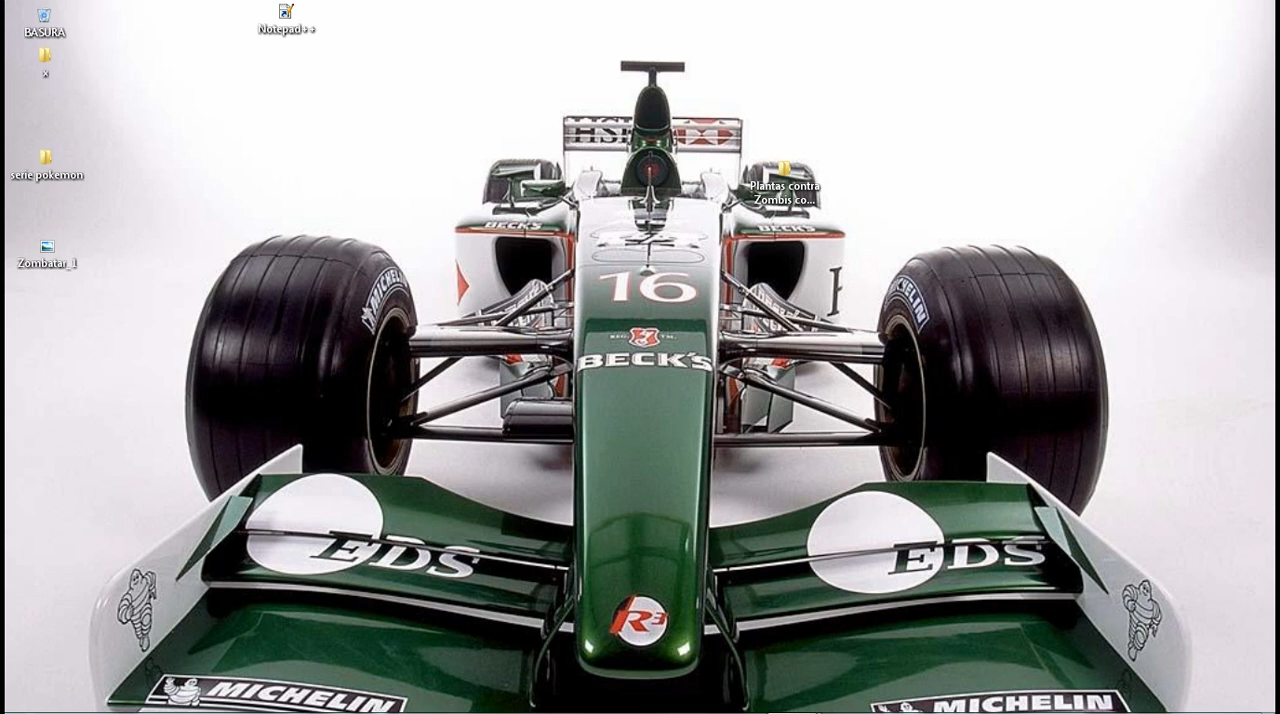 BASURA
Notepad++
x
serie pokemon
Plantas contra
Zombis co...
Zombatar_1
HSB
BECK'S
BECK'S
16
BECK'S
MICHELIN
MICHELIN
EDS
EDS
R3
MICHELIN
MICHELIN